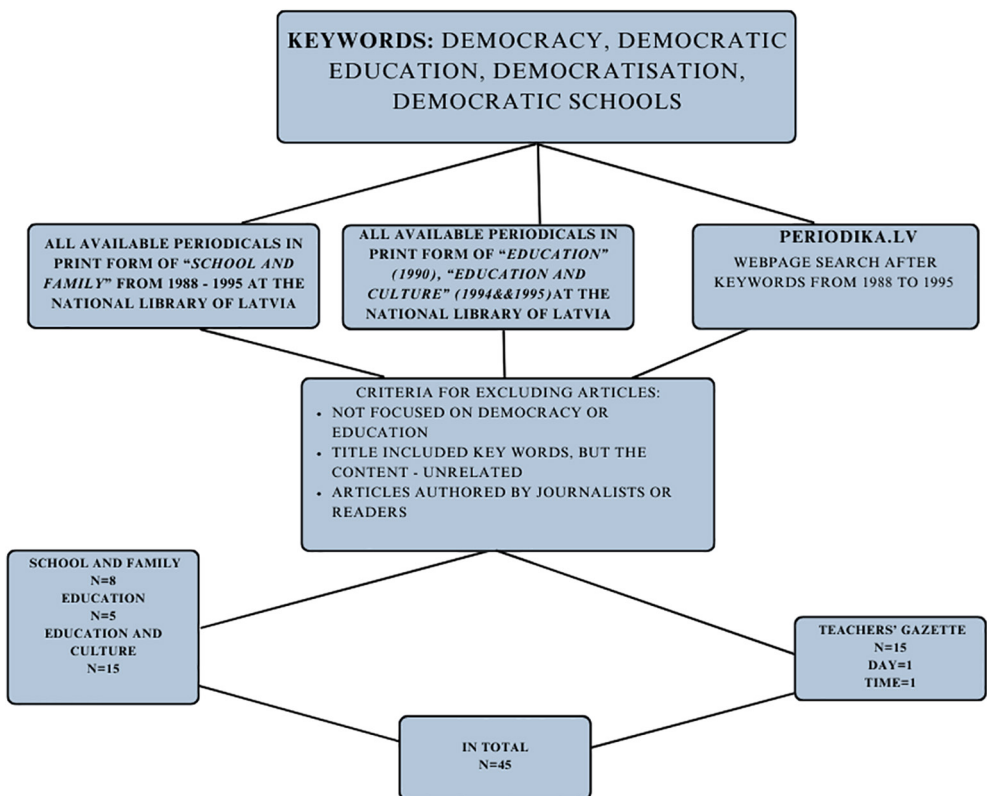 KEYWORDS: DEMOCRACY, DEMOCRATIC
EDUCATION, DEMOCRATISATION,
DEMOCRATIC SCHOOLS
ALL AVAILABLE PERIODICALS IN
PRINT FORM OF “SCHOOL AND
FAMILY” FROM 1988 - 1995 AT THE
NATIONAL LIBRARY OF LATVIA
ALL AVAILABLE PERIODICALS IN
PRINT FORM OF “EDUCATION”
(1990), “EDUCATION AND
CULTURE” (1994&&1995)AT THE
NATIONAL LIBRARY OF LATVIA
PERIODIKA.LV
WEBPAGE SEARCH AFTER
KEYWORDS FROM 1988 TO 1995
CRITERIA FOR EXCLUDING ARTICLES:
• NOT FOCUSED ON DEMOCRACY OR
EDUCATION
• TITLE INCLUDED KEY WORDS, BUT THE
CONTENT - UNRELATED
• ARTICLES AUTHORED BY JOURNALISTS OR
READERS
SCHOOL AND FAMILY
N=8
EDUCATION
N=5
EDUCATION AND
CULTURE
N=15
TEACHERS’ GAZETTE
N=15
DAY=1
TIME=1
IN TOTAL
N=45